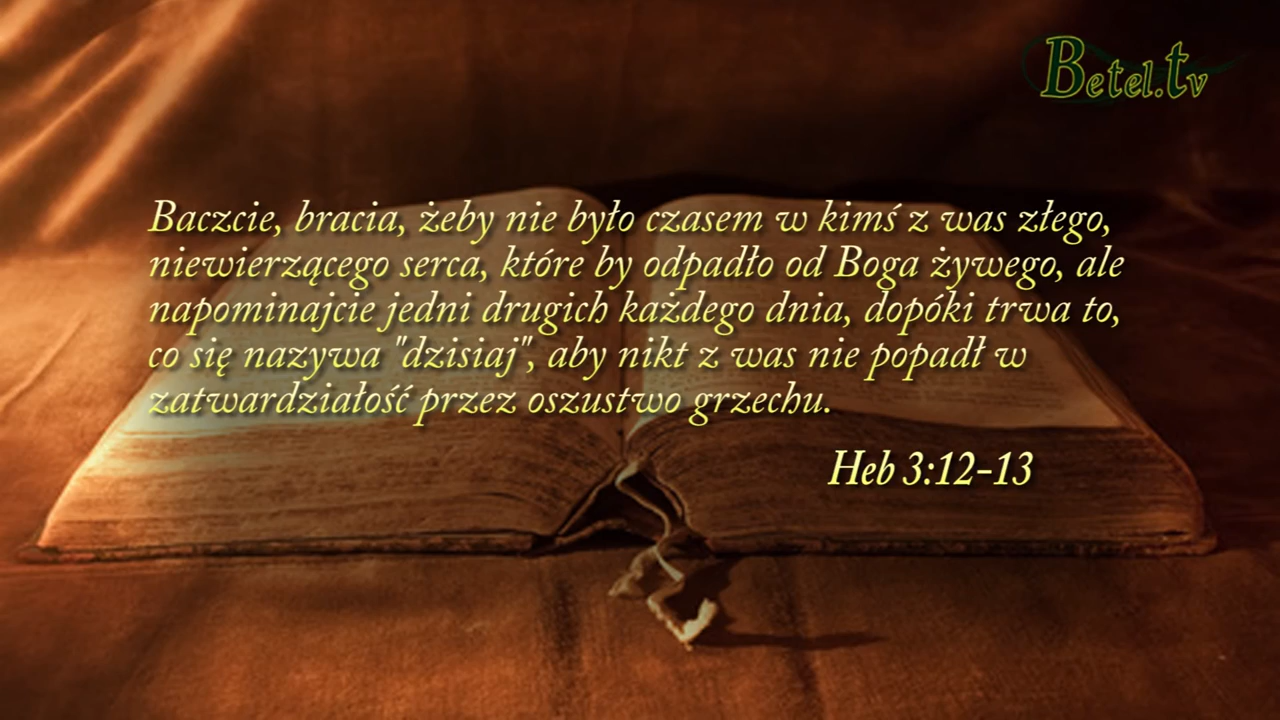 Betel.tv
Baczcie, bracia, żeby nie było czasem w kimś z was złego,
niewierzącego serca, które by odpadło od Boga żywego, ale
napominajcie jedni drugich każdego dnia, dopóki trwa to,
co się nazywa "dzisiaj", aby nikt z was nie popadł w
zatwardziałość przez oszustwo grzechu.
Heb 3:12-13